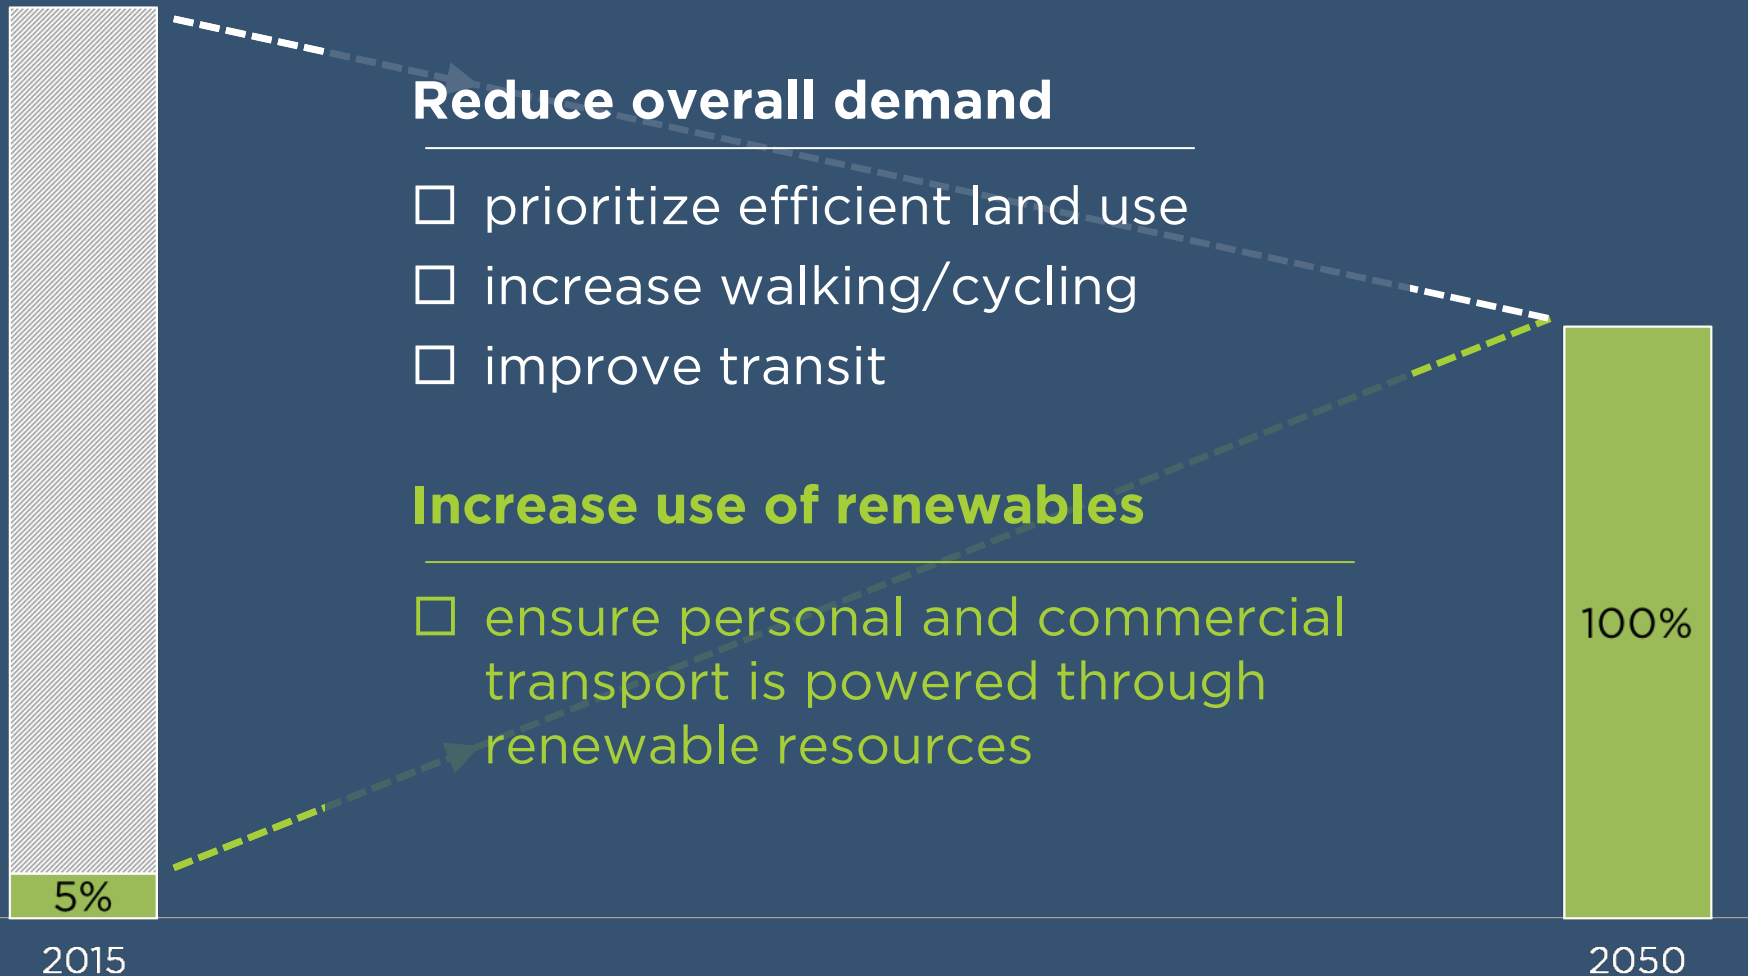 Reduce overall demand
□ prioritize efficient land use
□ increase walking/cycling
□ improve transit
Increase use of renewables
□ ensure personal and commercial
transport is powered through
renewable resources
5%
100%
2015
2050